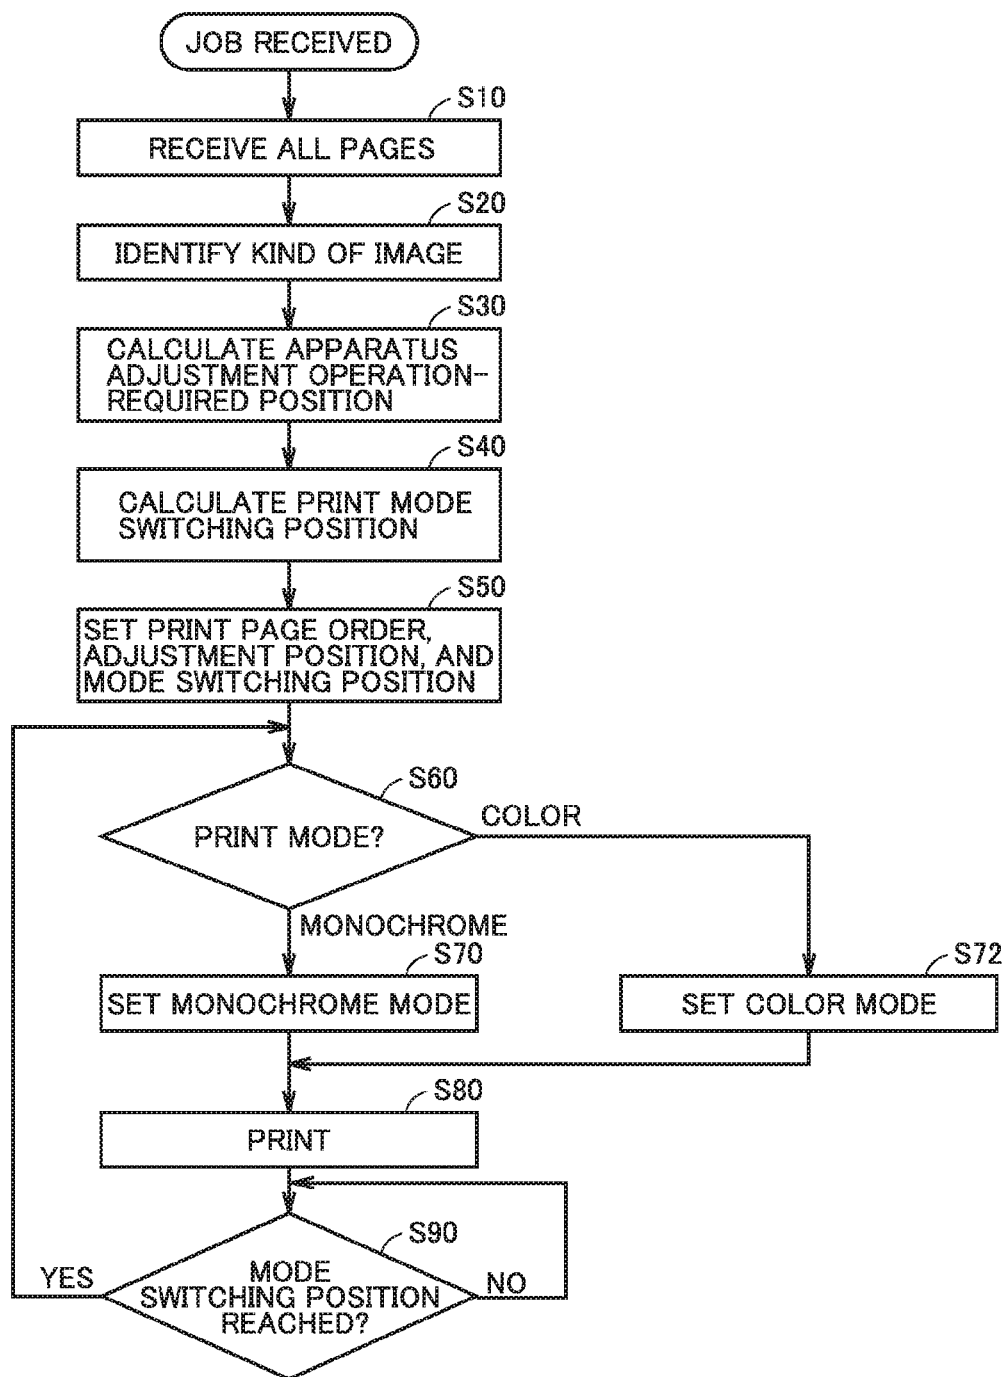 JOB RECEIVED
S10
RECEIVE ALL PAGES
S20
IDENTIFY KIND OF IMAGE
S30
CALCULATE APPARATUS
ADJUSTMENT OPERATION-
REQUIRED POSITION
S40
CALCULATE PRINT MODE
SWITCHING POSITION
S50
SET PRINT PAGE ORDER,
ADJUSTMENT POSITION, AND
MODE SWITCHING POSITION
S60
PRINT MODE?
COLOR
MONOCHROME
S70
SET MONOCHROME MODE
S72
SET COLOR MODE
S80
PRINT
S90
MODE
SWITCHING POSITION
REACHED?
YES
NO